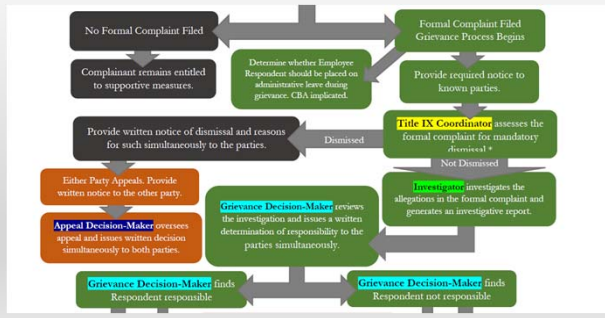 No Formal Complaint Filed
Formal Complaint Filed
Grievance Process Begins
Complainant remains entitled
to supportive measures.
Determine whether Employee
Respondent should be placed on
administrative leave during
grievance. CBA implicated.
Provide required notice to
known parties.
Provide written notice of dismissal and reasons
for such simultaneously to the parties.
Dismissed
Title IX Coordinator assesses the
formal complaint for mandatory
dismissal.*
Not Dismissed
Either Party Appeals. Provide
written notice to the other party.
Investigator investigates the
allegations in the formal complaint and
generates an investigative report.
Grievance Decision-Maker reviews
the investigation and issues a written
determination of responsibility to the
parties simultaneously.
Appeal Decision-Maker oversees
appeal and issues written decision
simultaneously to both parties.
Grievance Decision-Maker finds
Respondent responsible
Grievance Decision-Maker finds
Respondent not responsible